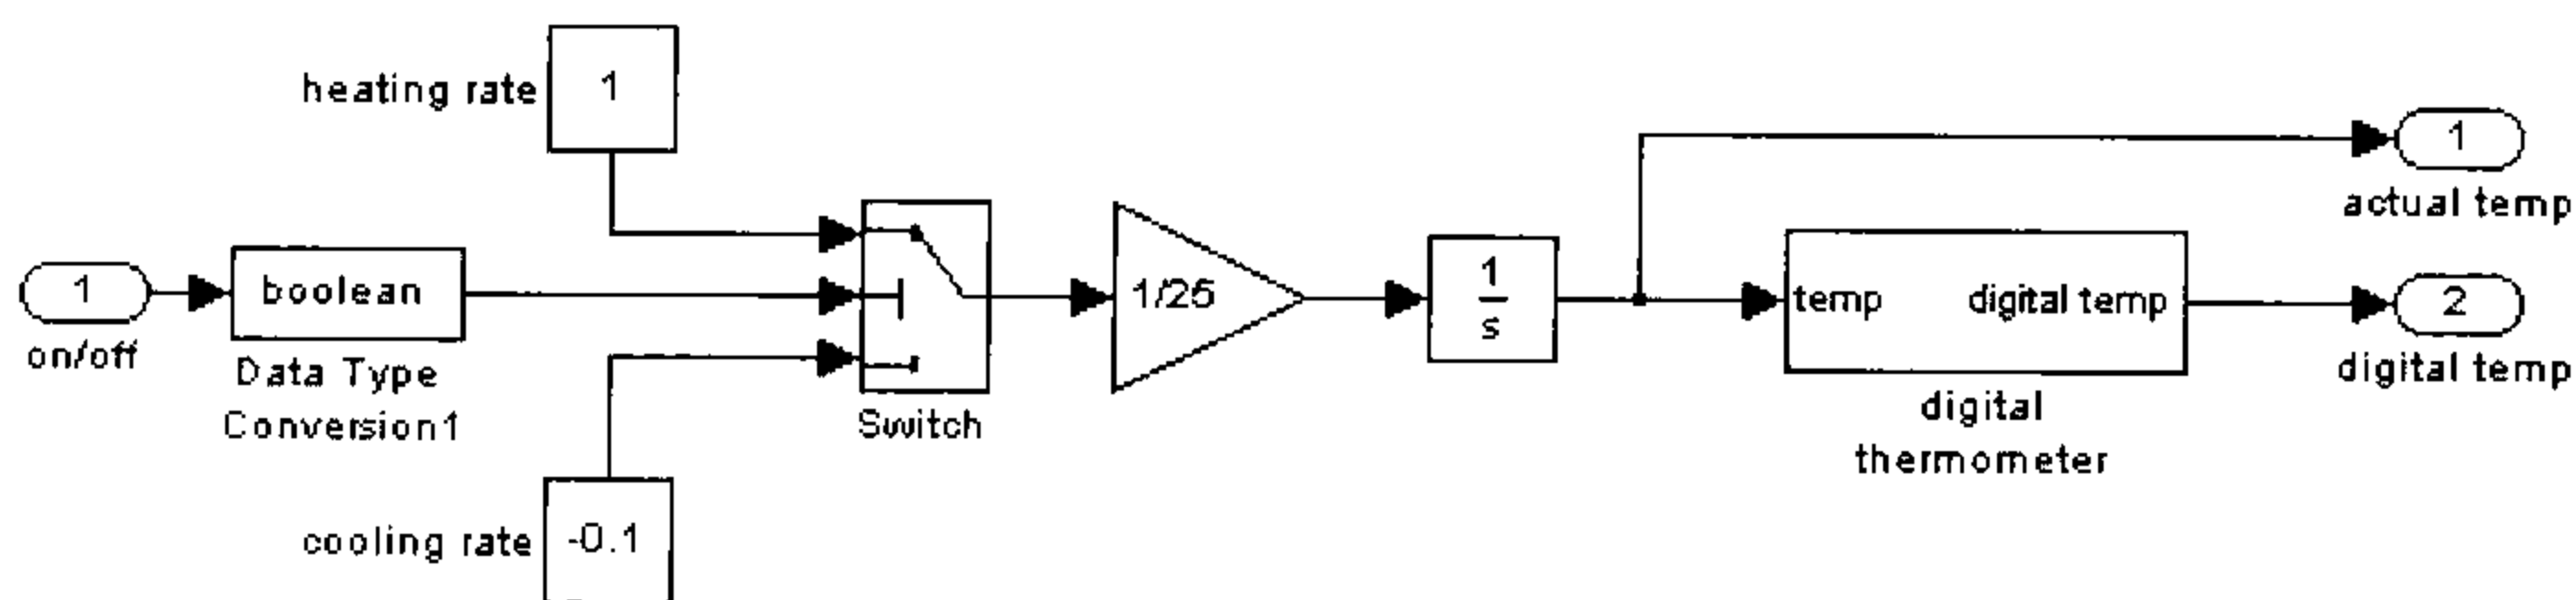 heating rate
1
1
on/off
boolean
Data Type
Conversion1
cooling rate
-0.1
Switch
1/25
1
s
1
actual temp
temp
digital temp
digital
thermometer
2
digital temp